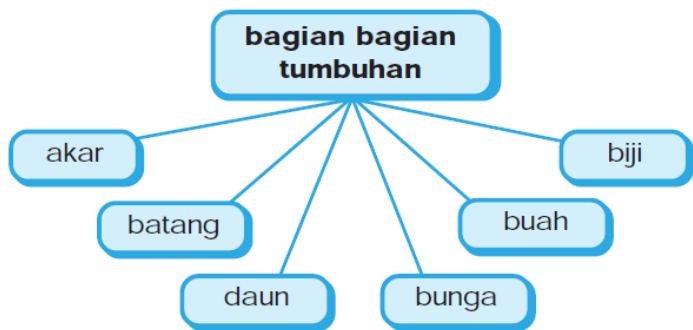 bagian bagian
tumbuhan
akar
biji
batang
buah
daun
bunga